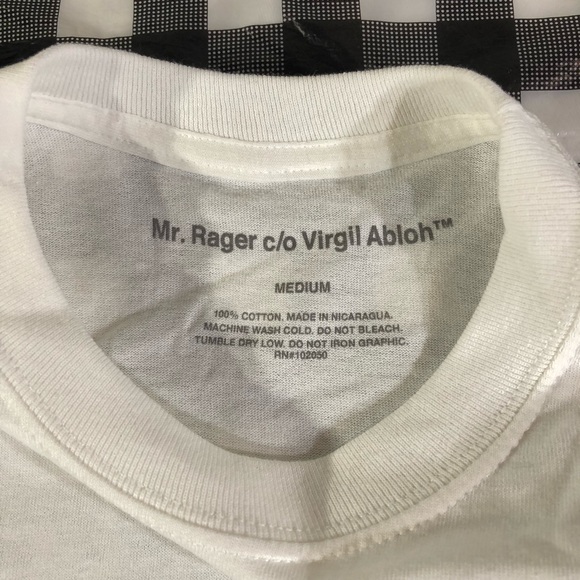 Mr. Rager c/o Virgil Abloh™
MEDIUM
100% COTTON. MADE IN NICARAGUA.
MACHINE WASH COLD. DO NOT BLEACH.
TUMBLE DRY LOW. DO NOT IRON GRAPHIC.
RN#102050